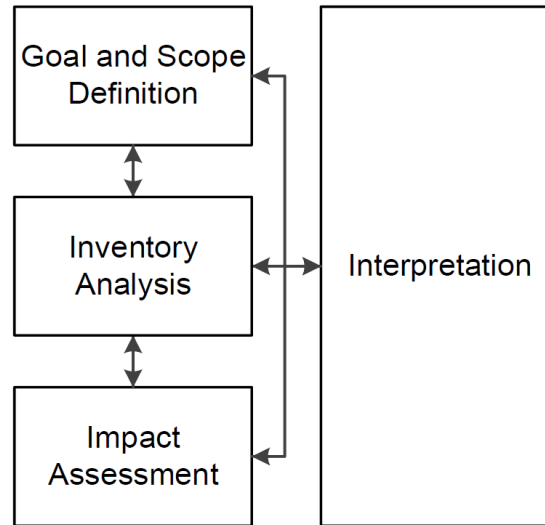 Goal and Scope
Definition
Inventory
Analysis
Interpretation
Impact
Assessment